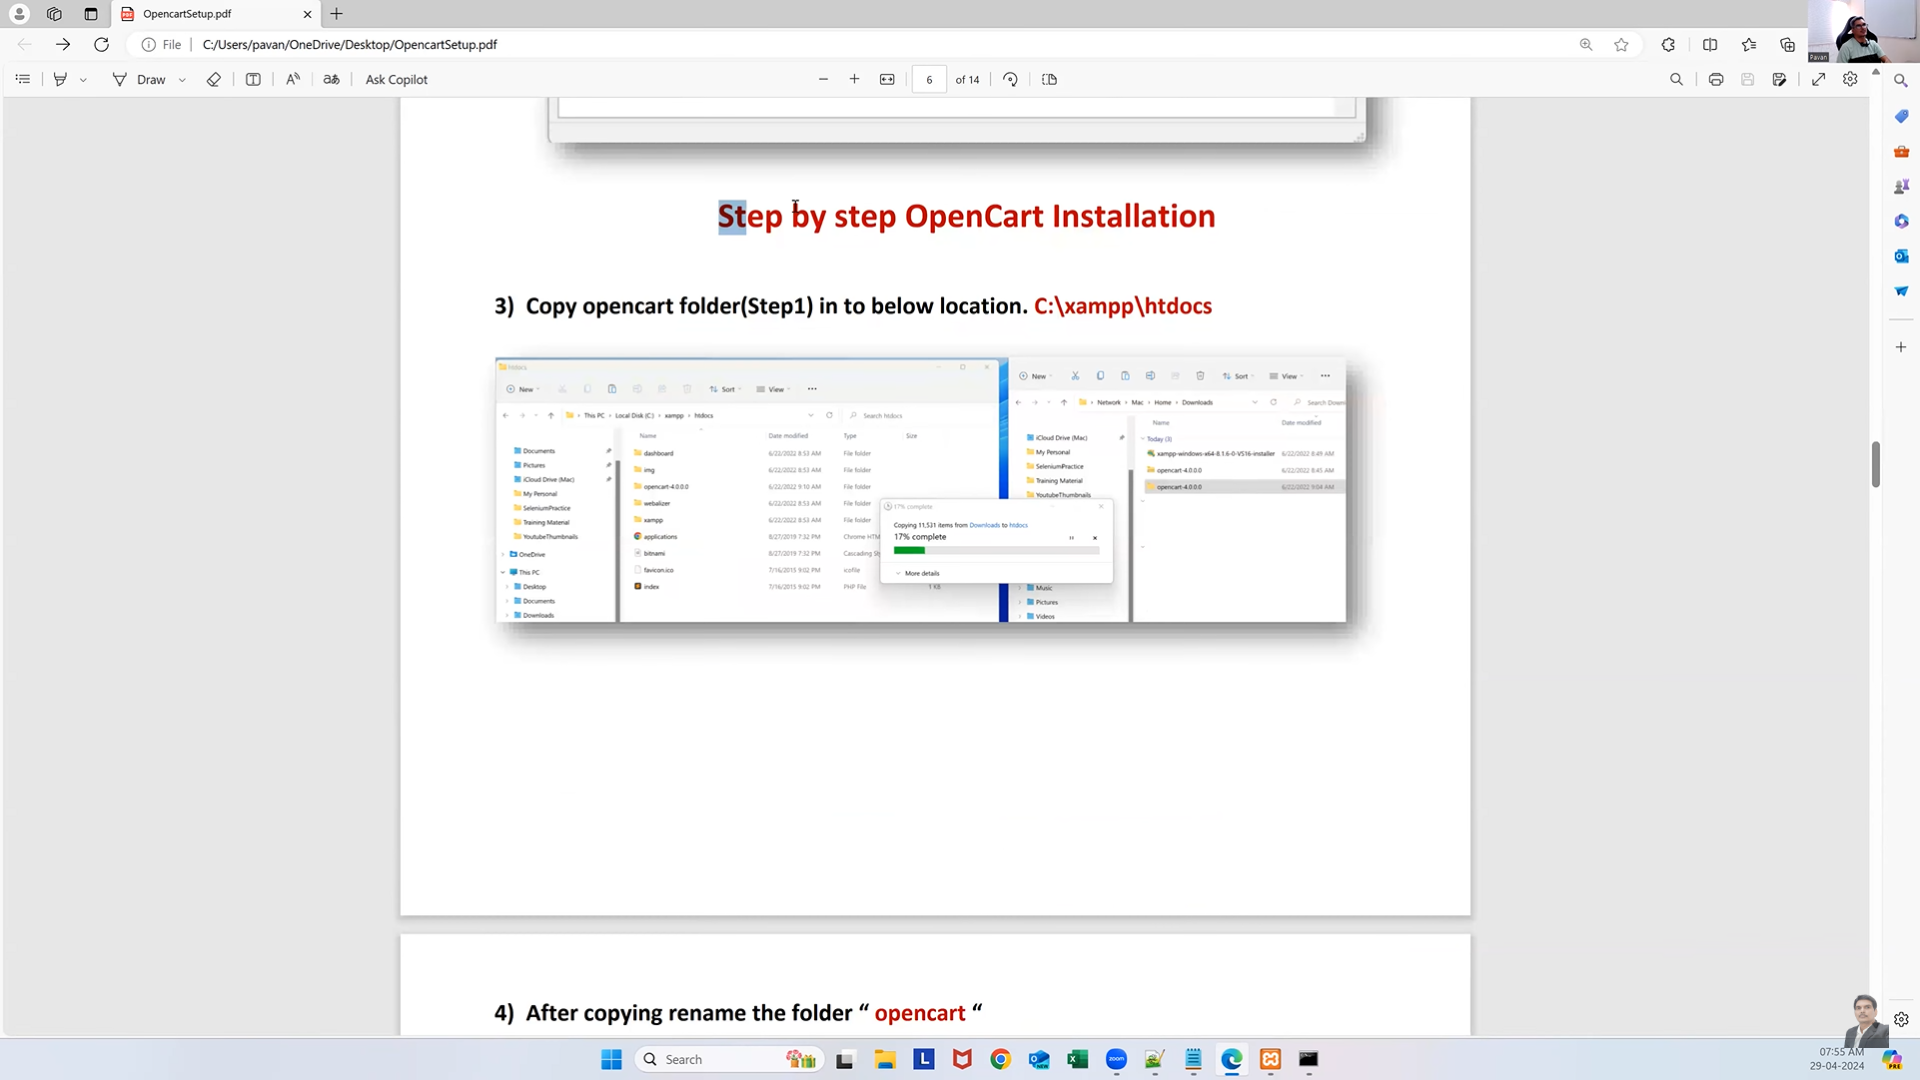 OpencartSetup.pdf
File
C:/Users/pavan/OneDrive/Desktop/OpencartSetup.pdf
Pavan
Draw
Ask Copilot
6 of 14
Step by step OpenCart Installation
3) Copy opencart folder(Step1) in to below location. C:\xampp\htdocs
htdocs
New
Sort
View
This PC
Local Disk (C:)
xampp
htdocs
Search htdocs
Name
Date modified
Type
Size
Documents
Pictures
iCloud Drive (Mac)
My Personal
SeleniumPractice
Training Material
YoutubeThumbnails
OneDrive
This PC
Desktop
Documents
Downloads
dashboard 6/22/2022 8:53 AM File folder
img 6/22/2022 8:53 AM File folder
opencart-4.0.0.0 6/22/2022 9:10 AM File folder
webalizer 6/22/2022 8:53 AM File folder
xampp 6/22/2022 8:53 AM File folder
applications 8/27/2019 7:32 PM Chrome HTM
bitnami 8/27/2019 7:32 PM Cascading St
favicon.ico 7/16/2015 9:02 PM icofile
index 7/16/2015 9:02 PM PHP File 1 KB
17% complete
Copying 11,531 items from Downloads to htdocs
17% complete
More details
New
Sort
View
Network
Mac
Home
Downloads
Search Down
Name
Date modified
iCloud Drive (Mac)
My Personal
SeleniumPractice
Training Material
YoutubeThumbnails
Music
Pictures
Videos
Today (3)
xampp-windows-x64-8.1.6-0-VS16-installer 6/22/2022 8:49 AM
opencart-4.0.0.0 6/22/2022 8:45 AM
opencart-4.0.0.0 6/22/2022 9:04 AM
4) After copying rename the folder “ opencart “
Search
zoom
07:55 AM
29-04-2024
PRE